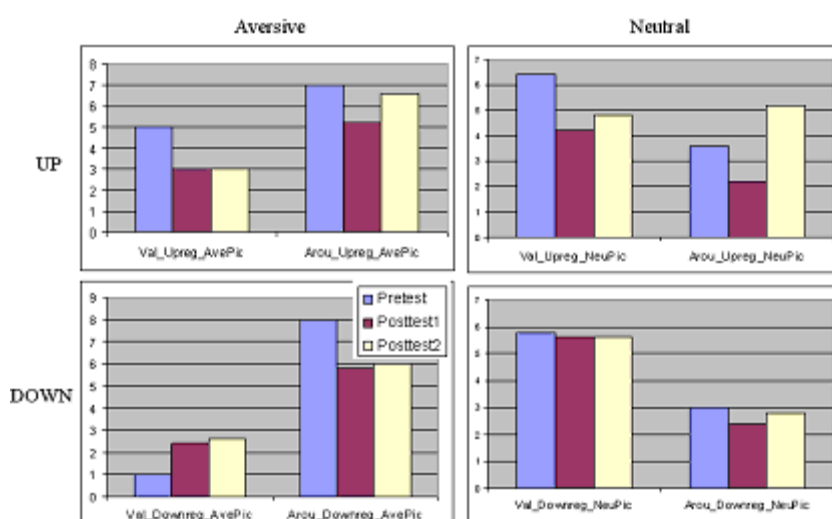 Aversive
Neutral
UP
8
7
6
5
4
3
2
1
0
Val_Upreg_AvePic
Arou_Upreg_AvePic
7
6
5
4
3
2
1
0
Val_Upreg_NeuPic
Arou_Upreg_NeuPic
DOWN
9
8
7
6
5
4
3
2
1
0
Pretest
Posttest1
Posttest2
Val_Downreg_AvePic
Arou_Downreg_AvePic
7
6
5
4
3
2
1
0
Val_Downreg_NeuPic
Arou_Downreg_NeuPic